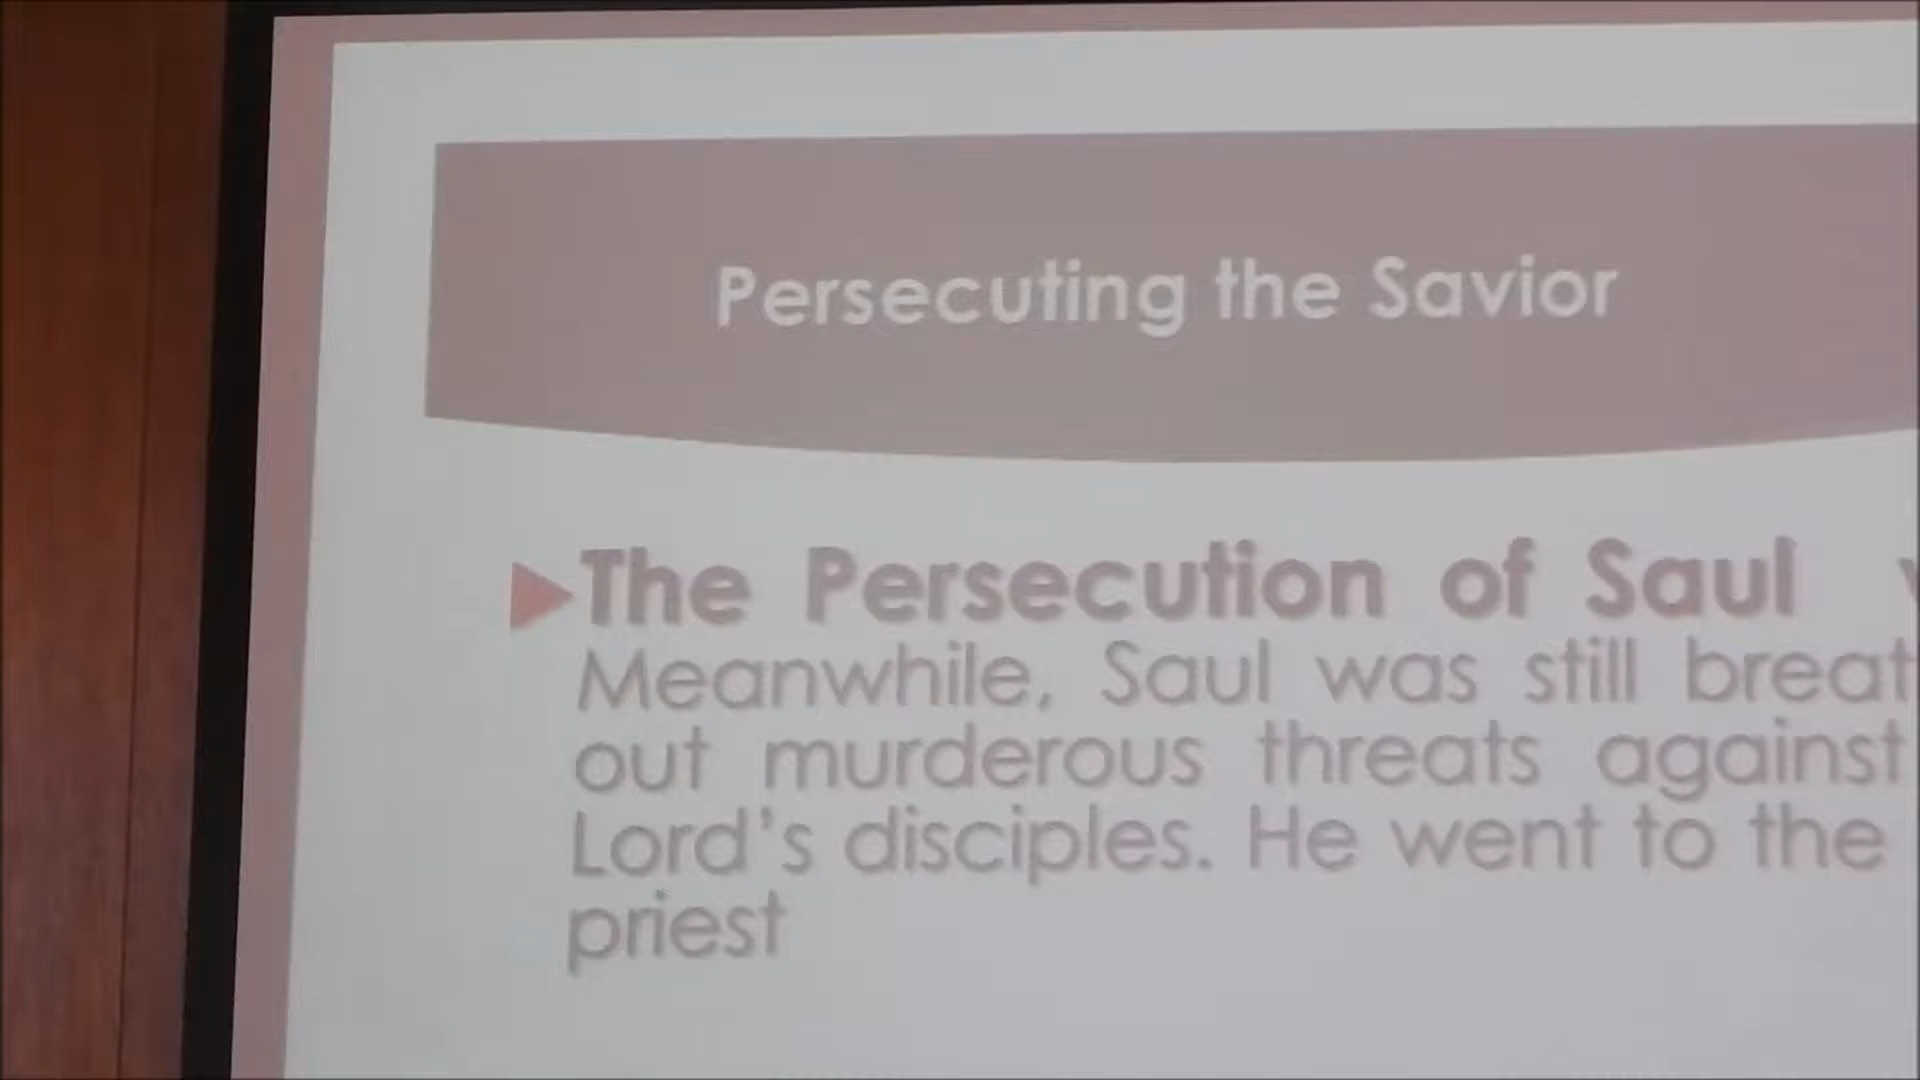 Persecuting the Savior
The Persecution of Saul
Meanwhile, Saul was still breat
out murderous threats against
Lord's disciples. He went to the
priest